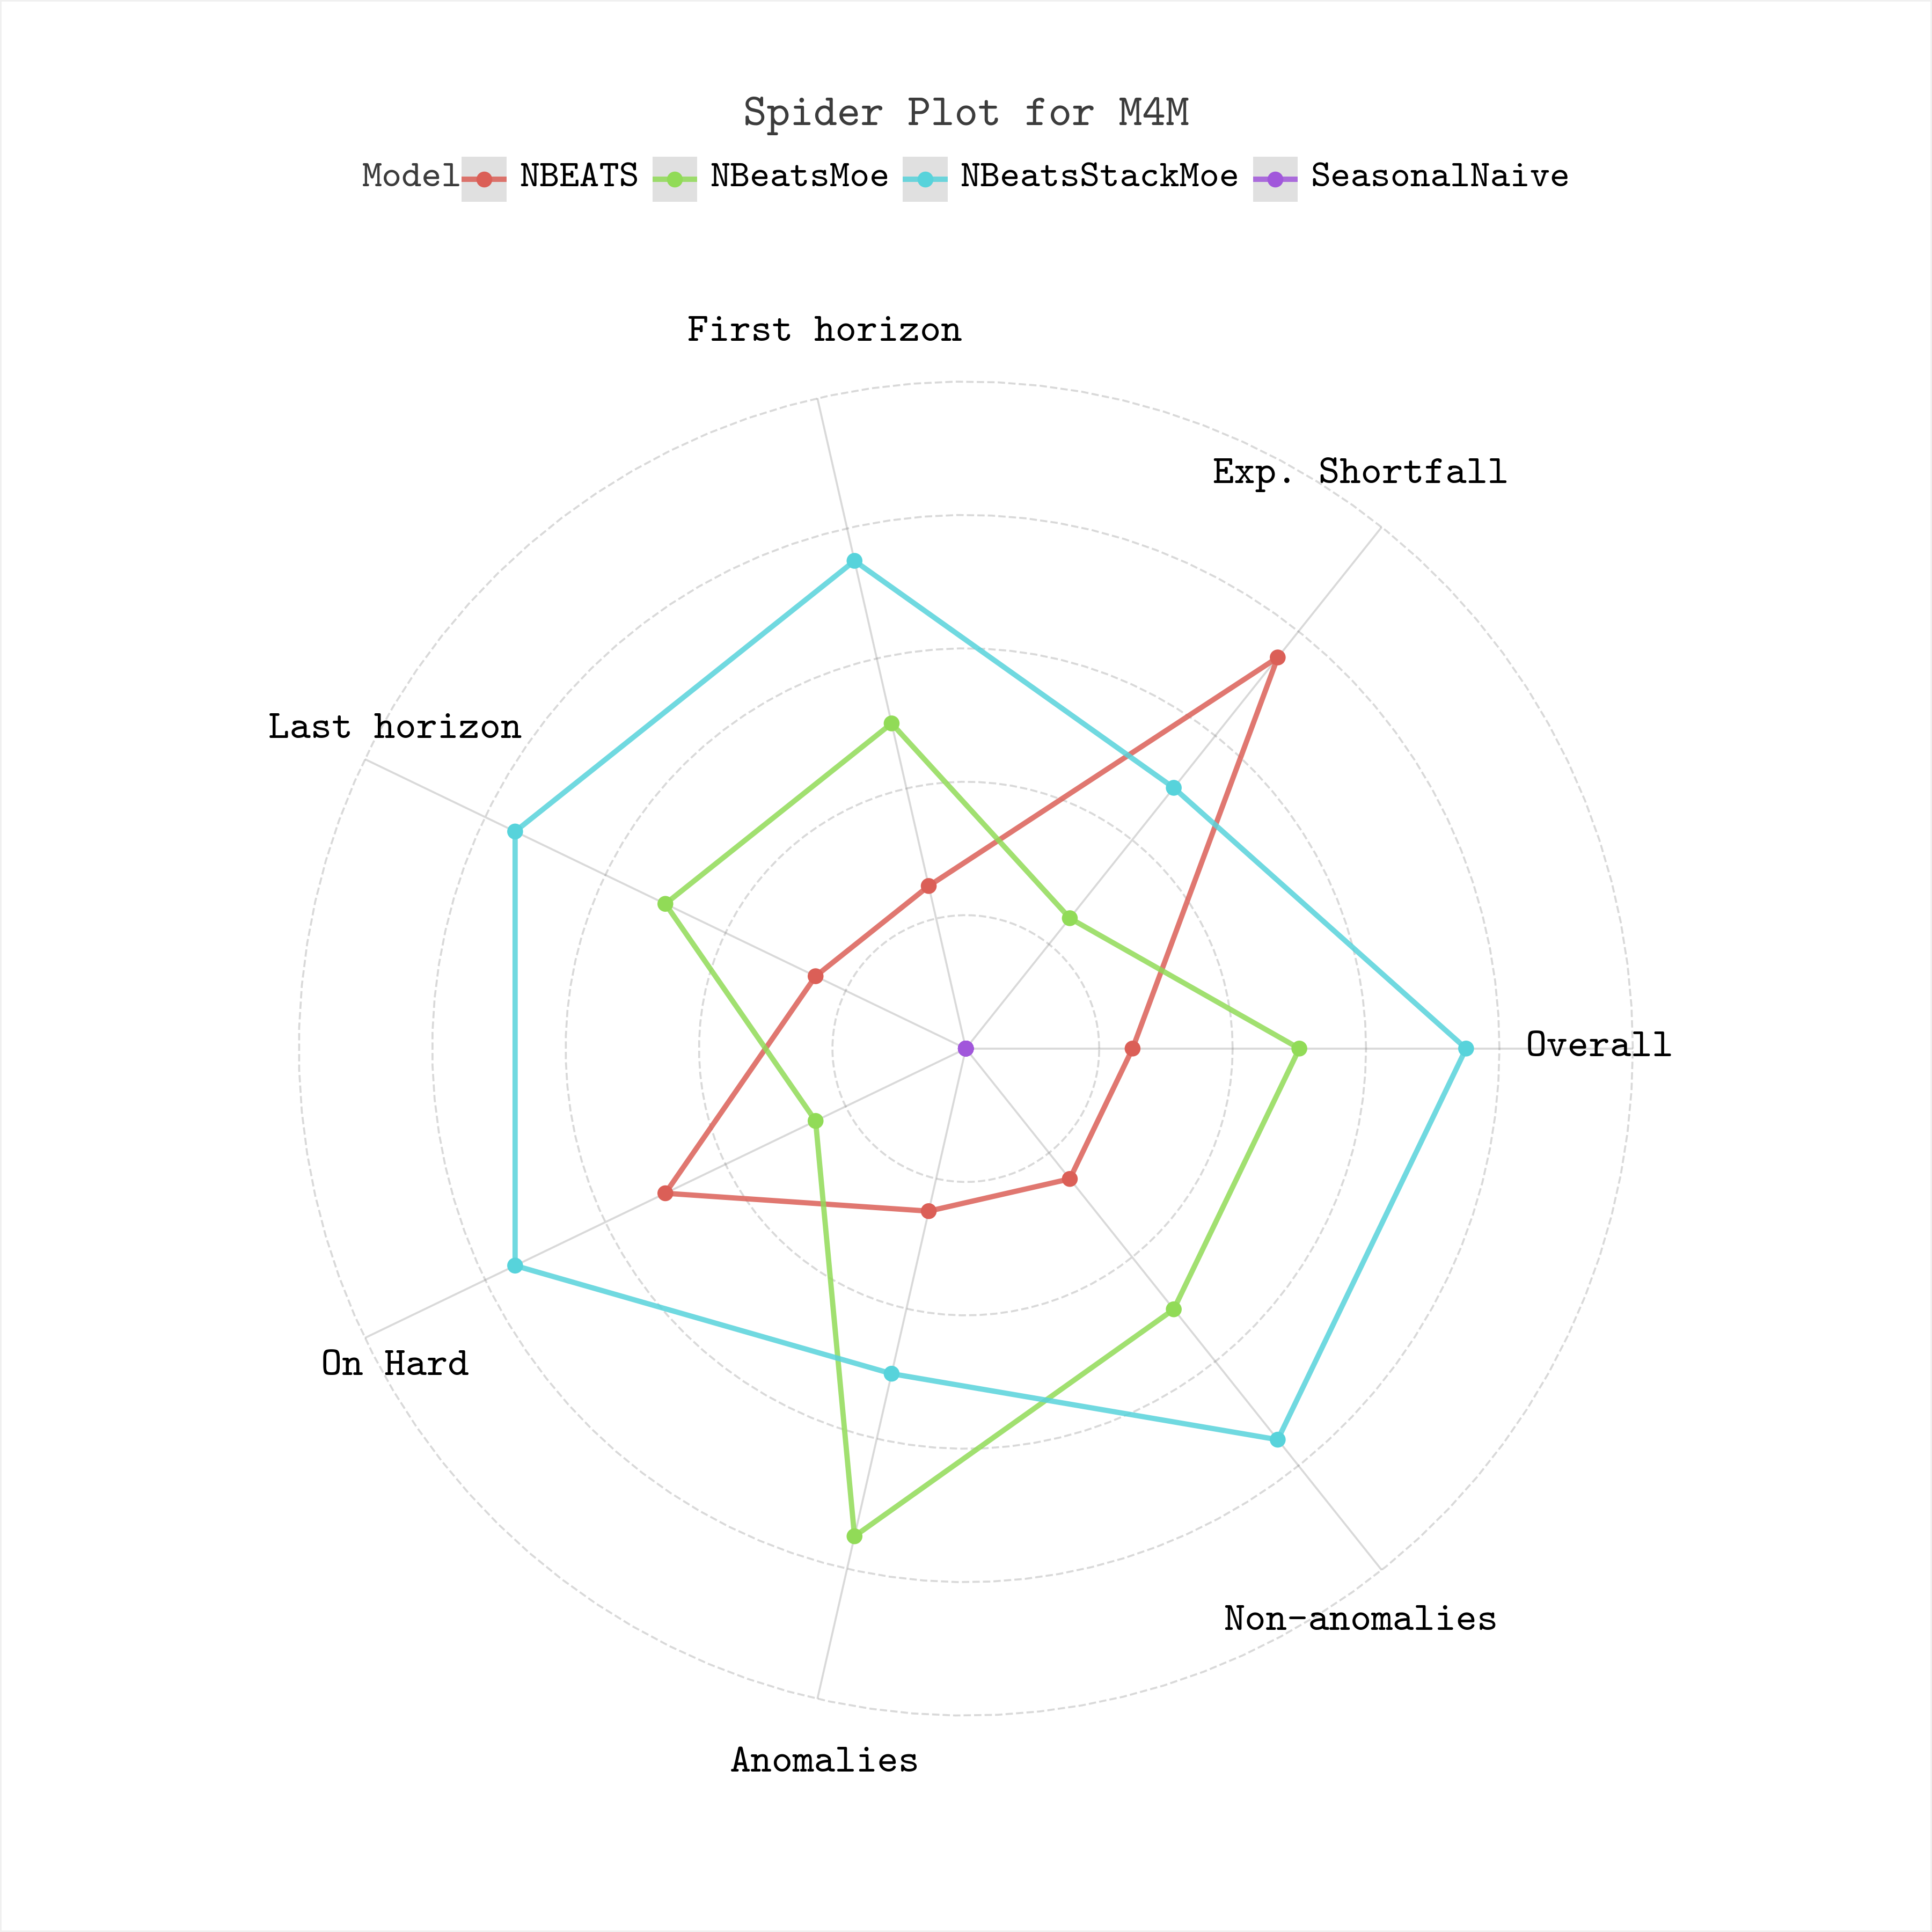 Spider Plot for M4M
Model NBEATS NBeatsMoe NBeatsStackMoe SeasonalNaive
First horizon
Exp. Shortfall
Last horizon
Overall
On Hard
Non-anomalies
Anomalies